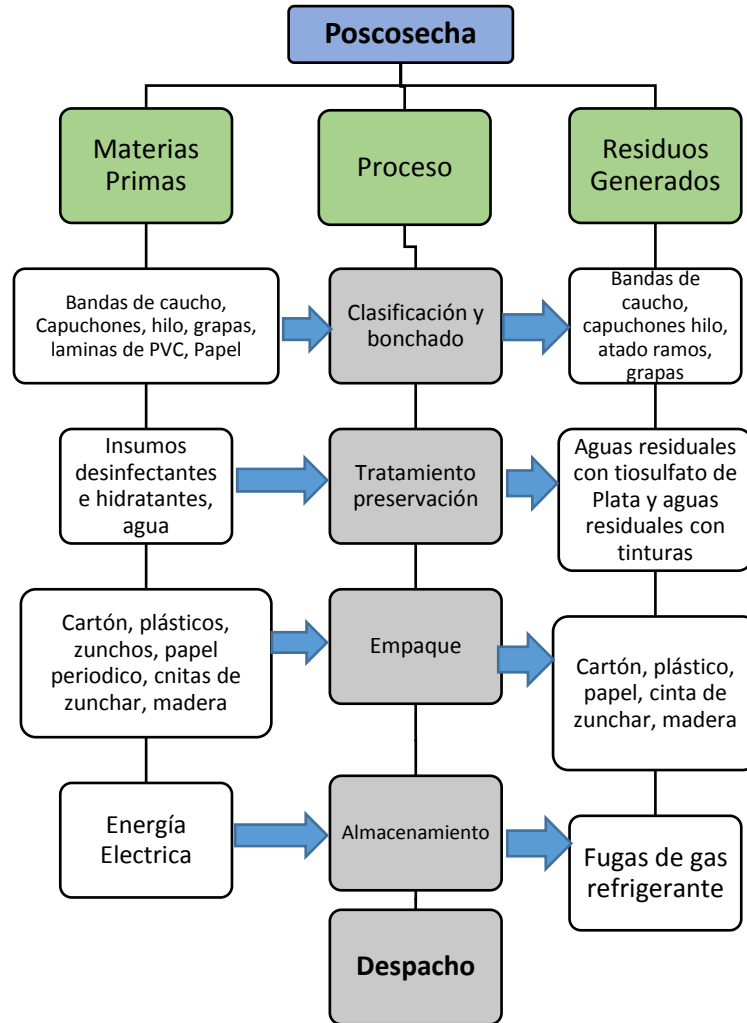 Poscosecha
Materias
Primas
Proceso
Residuos
Generados
Bandas de caucho,
Capuchones, hilo, grapas,
laminas de PVC, Papel
Clasificación y
bonchado
Bandas de
caucho,
capuchones hilo,
atado ramos,
grapas
Insumos
desinfectantes
e hidratantes,
agua
Tratamiento
preservación
Aguas residuales
con tiosulfato de
Plata y aguas
residuales con
tinturas
Cartón, plásticos,
zunchos, papel
periodico, cnitas de
zunchar, madera
Empaque
Cartón, plástico,
papel, cinta de
zunchar, madera
Energía
Electrica
Almacenamiento
Fugas de gas
refrigerante
Despacho